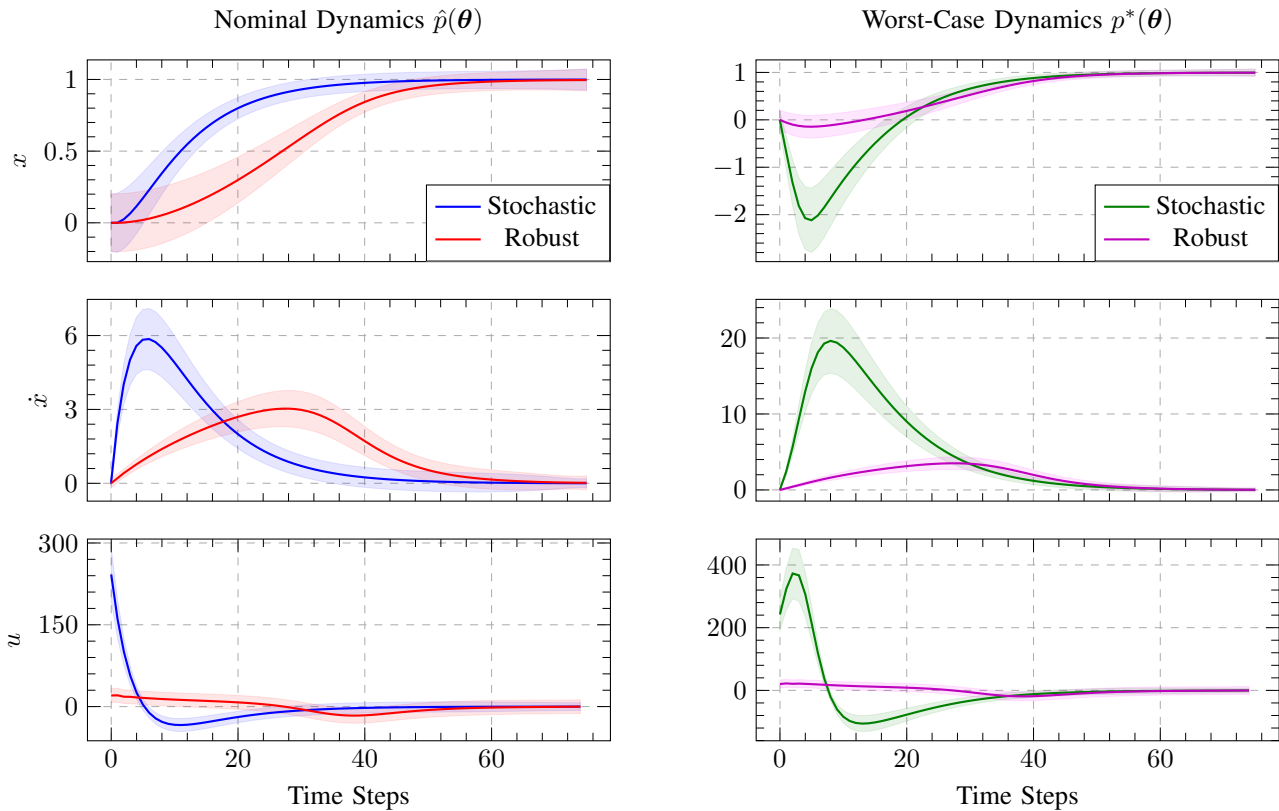 Nominal Dynamics p̂(θ)
Worst-Case Dynamics p*(θ)
1
0.5
0
x
Stochastic
Robust
1
0
−1
−2
Stochastic
Robust
6
3
0
ẋ
20
10
0
300
150
0
u
0 20 40 60
Time Steps
400
200
0
0 20 40 60
Time Steps